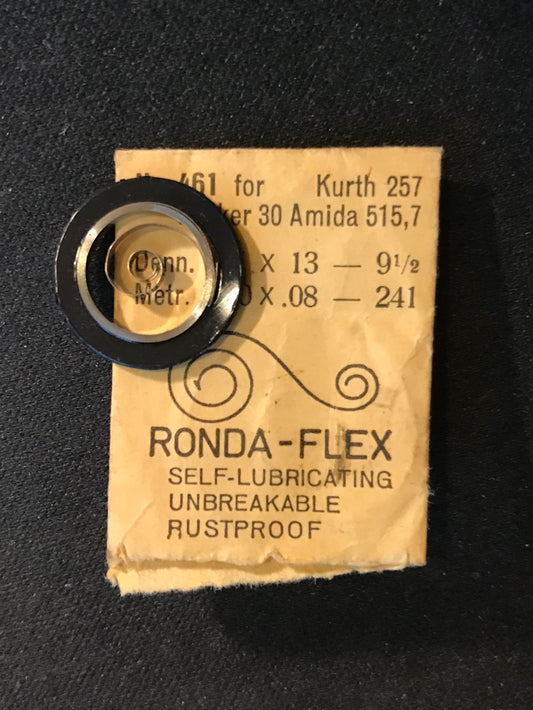 461 for Kurth 257
30 Amida 515,7
Denn. X 13 — 9½
Metr. 0 X .08 — 241
RONDA-FLEX
SELF-LUBRICATING
UNBREAKABLE
RUSTPROOF